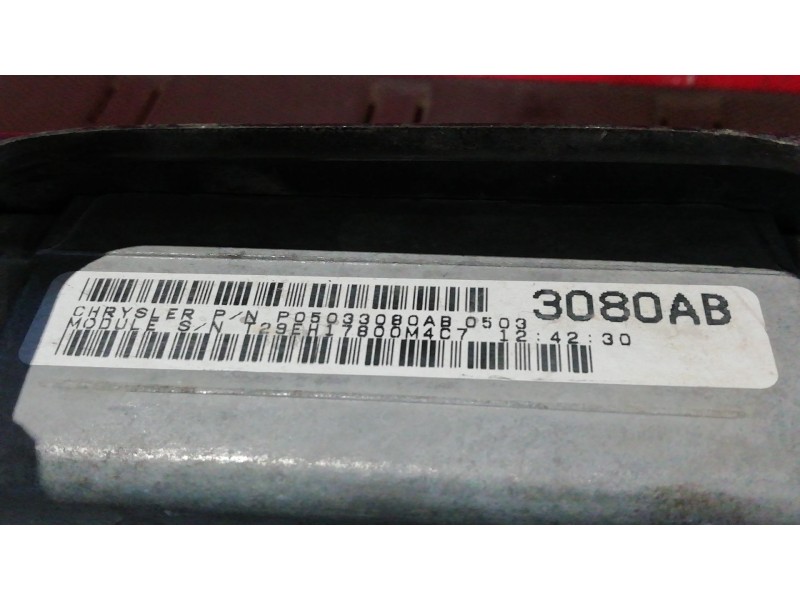 3080AB
CHRYSLER P/N P05033080AB 0503
MODULE S/N T29EH17800M4C7 12:42:30